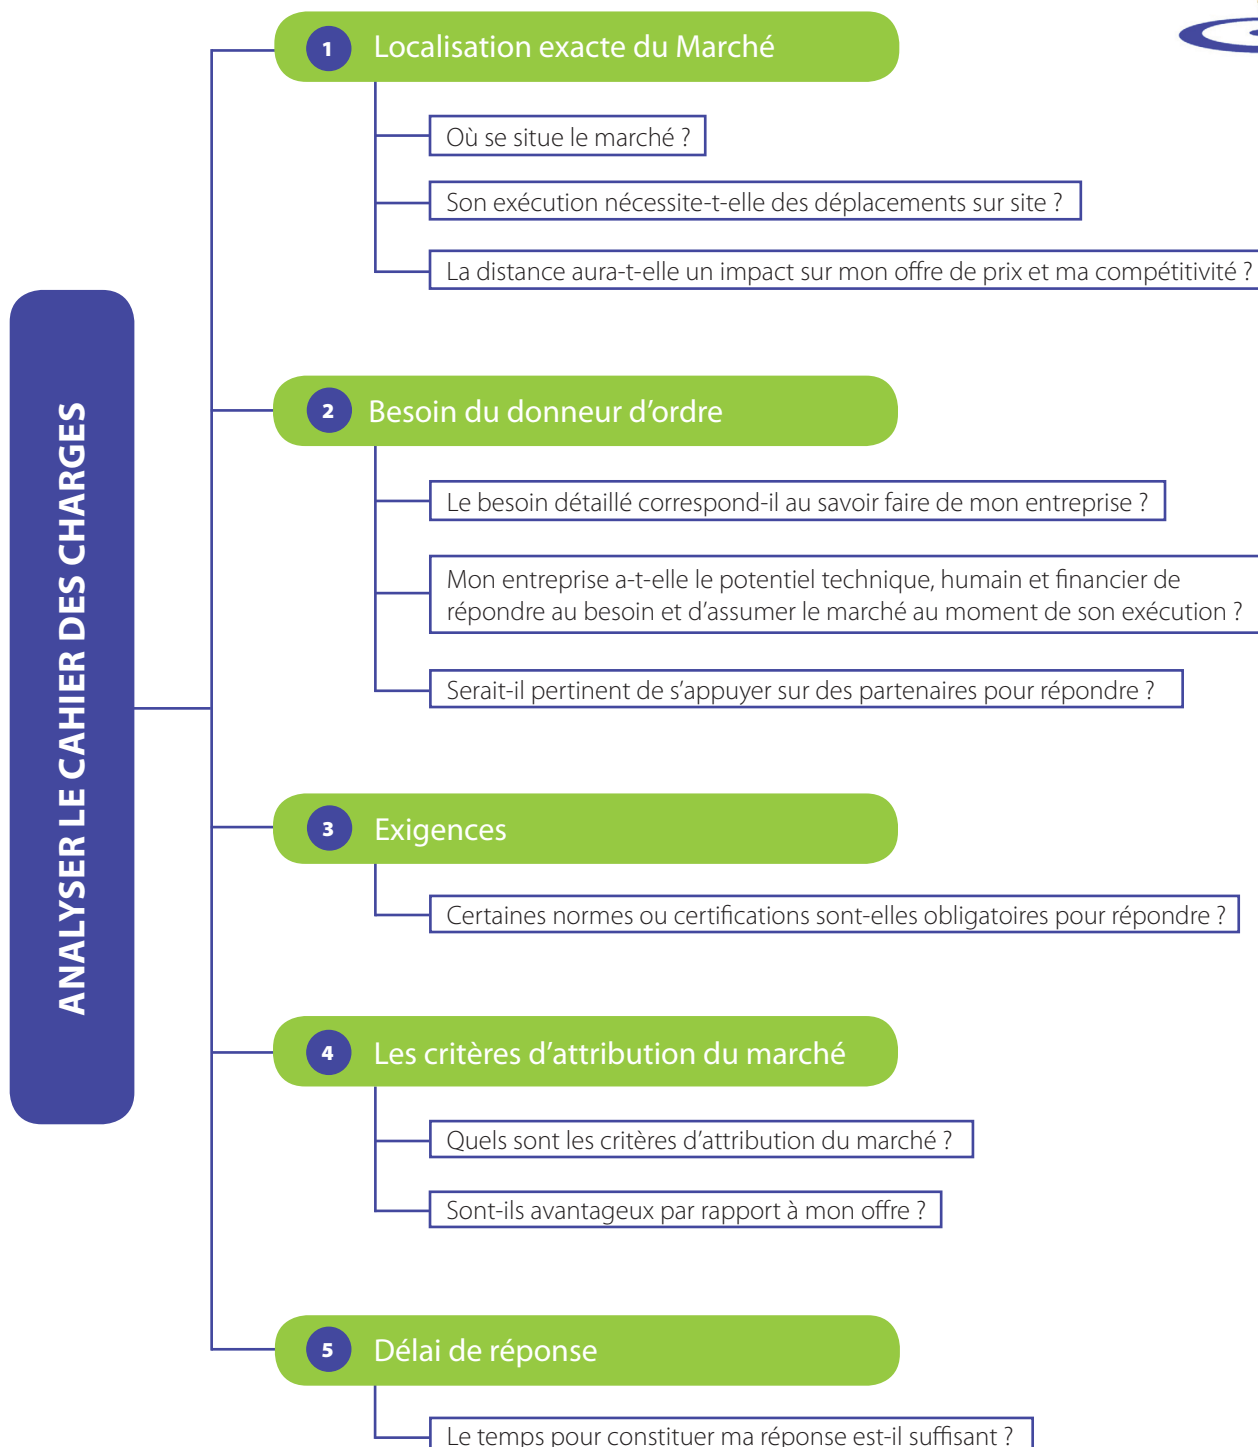 ANALYSER LE CAHIER DES CHARGES
1 Localisation exacte du Marché
Où se situe le marché ?
Son exécution nécessite-t-elle des déplacements sur site ?
La distance aura-t-elle un impact sur mon offre de prix et ma compétitivité ?
2 Besoin du donneur d’ordre
Le besoin détaillé correspond-il au savoir faire de mon entreprise ?
Mon entreprise a-t-elle le potentiel technique, humain et financier de
répondre au besoin et d’assumer le marché au moment de son exécution ?
Serait-il pertinent de s’appuyer sur des partenaires pour répondre ?
3 Exigences
Certaines normes ou certifications sont-elles obligatoires pour répondre ?
4 Les critères d’attribution du marché
Quels sont les critères d’attribution du marché ?
Sont-ils avantageux par rapport à mon offre ?
5 Délai de réponse
Le temps pour constituer ma réponse est-il suffisant ?